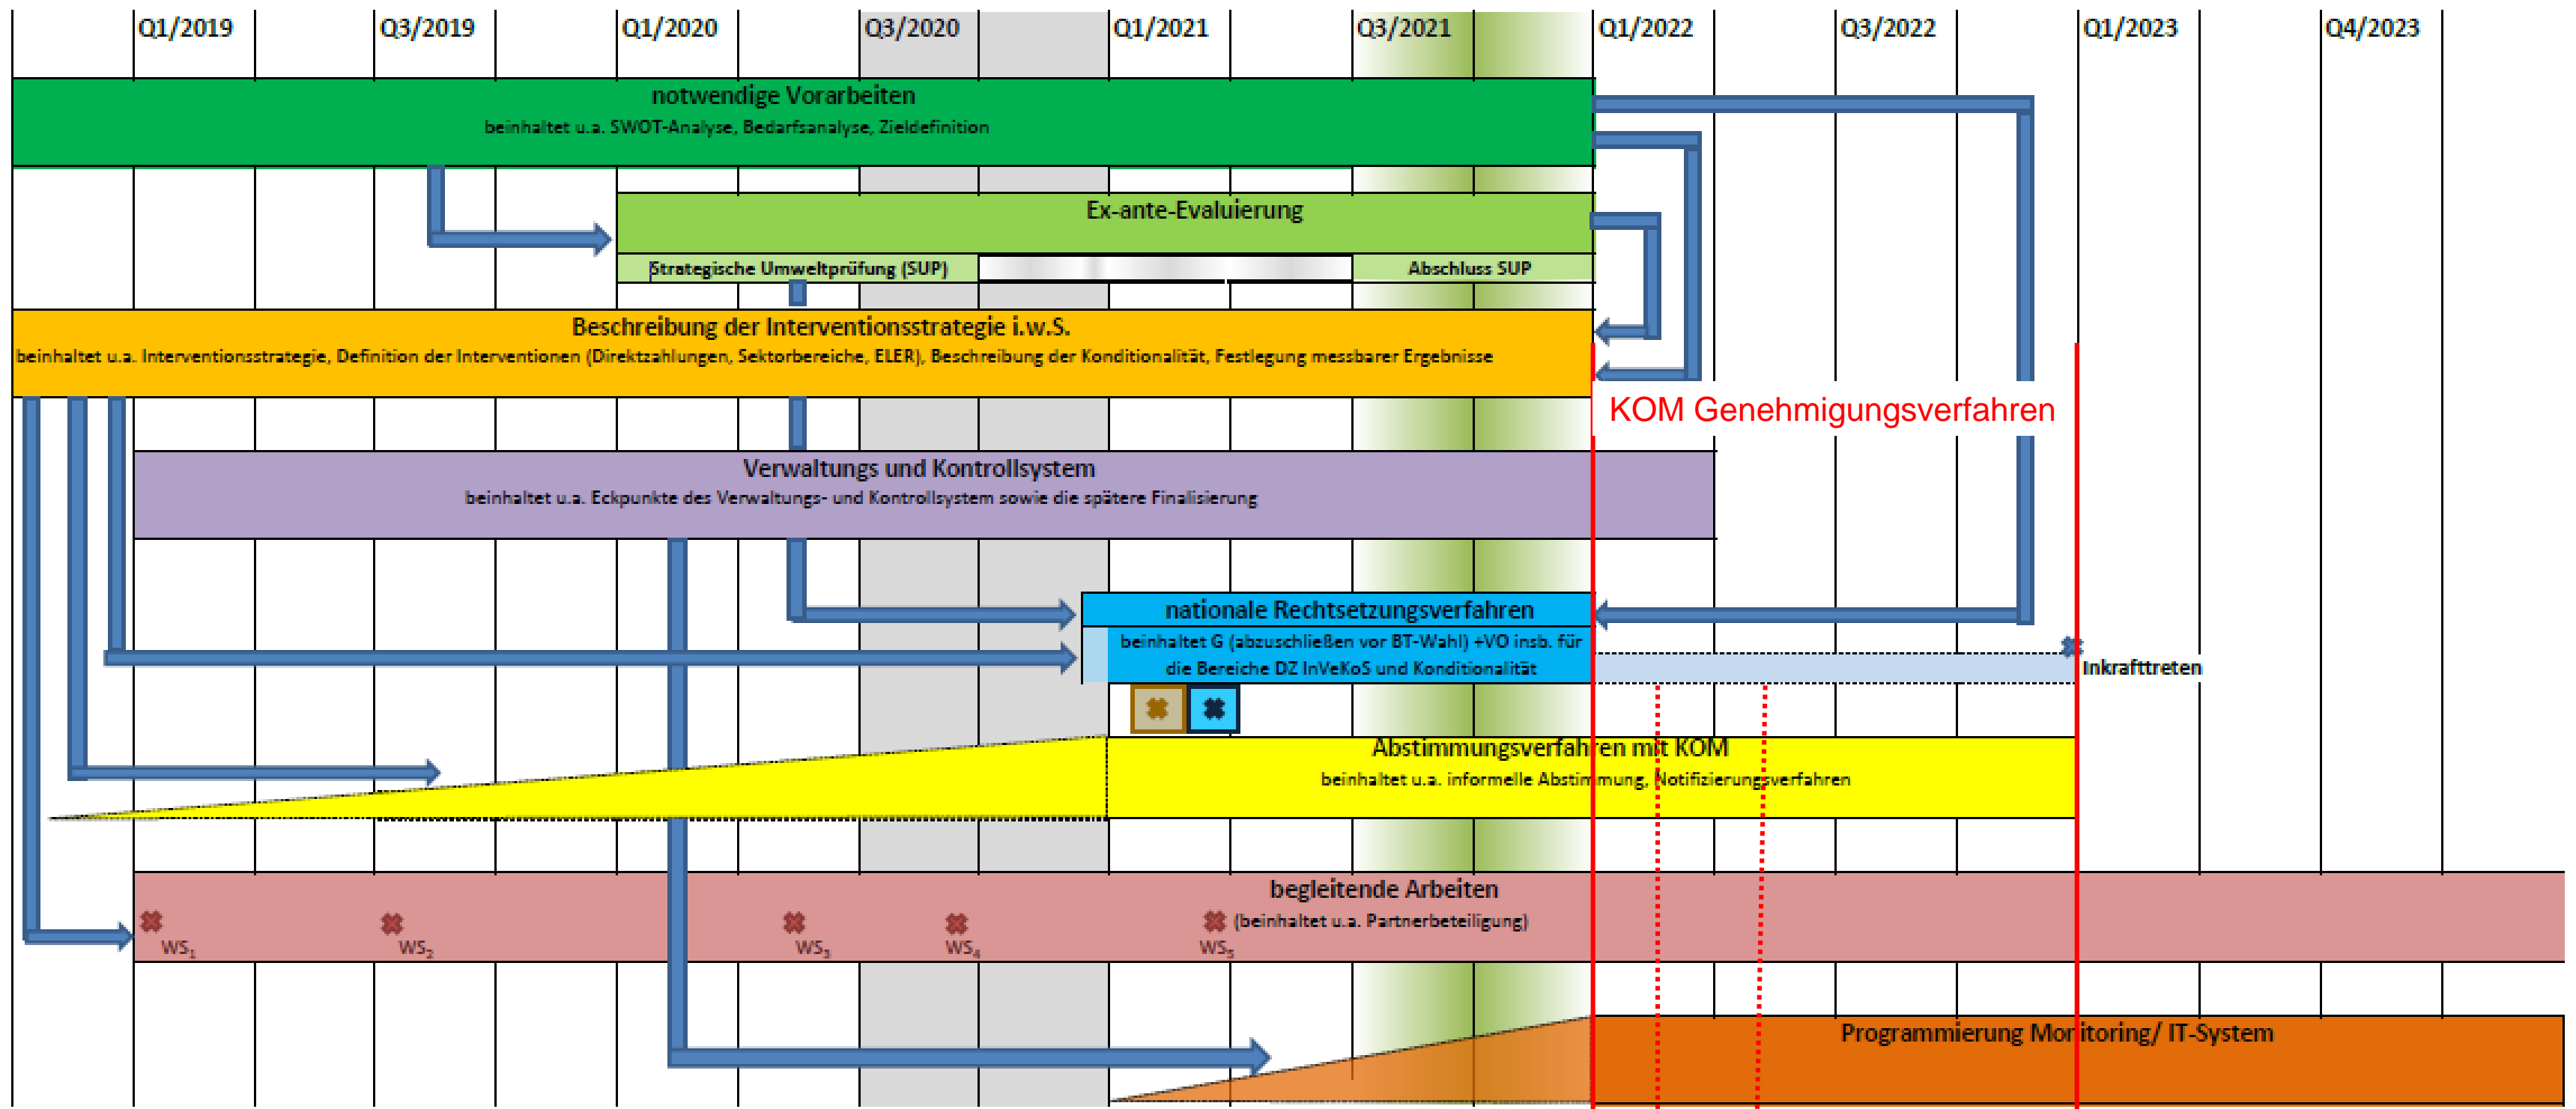 Q1/2019 Q3/2019 Q1/2020 Q3/2020 Q1/2021 Q3/2021 Q1/2022 Q3/2022 Q1/2023 Q4/2023
notwendige Vorarbeiten
beinhaltet u.a. SWOT-Analyse, Bedarfsanalyse, Zieldefinition
Ex-ante-Evaluierung
Strategische Umweltprüfung (SUP) Abschluss SUP
Beschreibung der Interventionsstrategie i.w.S.
beinhaltet u.a. Interventionsstrategie, Definition der Interventionen (Direktzahlungen, Sektorbereiche, ELER), Beschreibung der Konditionalität, Festlegung messbarer Ergebnisse
KOM Genehmigungsverfahren
Verwaltungs und Kontrollsystem
beinhaltet u.a. Eckpunkte des Verwaltungs- und Kontrollsystem sowie die spätere Finalisierung
nationale Rechtsetzungsverfahren
beinhaltet G (abzuschließen vor BT-Wahl) +VO insb. für
die Bereiche DZ InVeKoS und Konditionalität
Inkrafttreten
Abstimmungsverfahren mit KOM
beinhaltet u.a. informelle Abstimmung, Notifizierungsverfahren
begleitende Arbeiten
(beinhaltet u.a. Partnerbeteiligung)
WS₁ WS₂ WS₃ WS₄ WS₅
Programmierung Monitoring/ IT-System